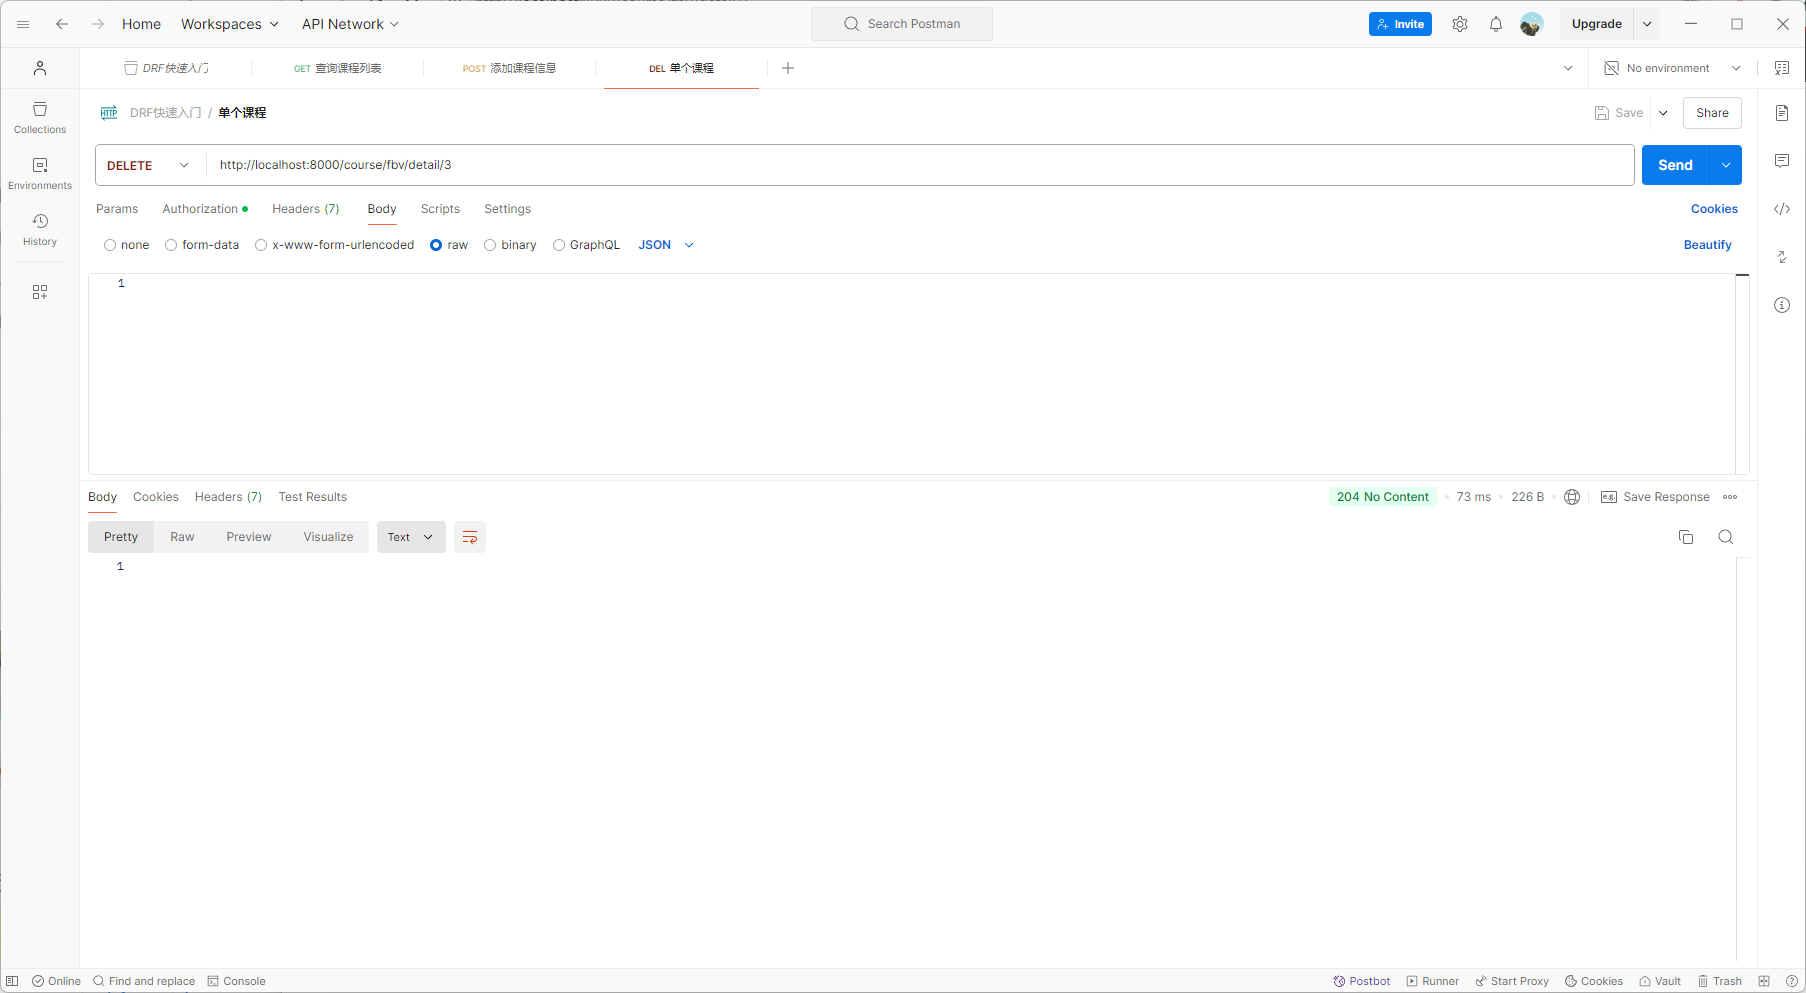 Home Workspaces API Network Search Postman Invite Upgrade
DRF快速入门 GET 查询课程列表 POST 添加课程信息 DEL 单个课程 No environment
Collections
Environments
History
HTTP DRF快速入门 / 单个课程 Save Share
DELETE http://localhost:8000/course/fbv/detail/3 Send
Params Authorization Headers (7) Body Scripts Settings Cookies
none form-data x-www-form-urlencoded raw binary GraphQL JSON Beautify
1
Body Cookies Headers (7) Test Results 204 No Content 73 ms 226 B e.g. Save Response
Pretty Raw Preview Visualize Text
1
Online Find and replace Console Postbot Runner Start Proxy Cookies Vault Trash